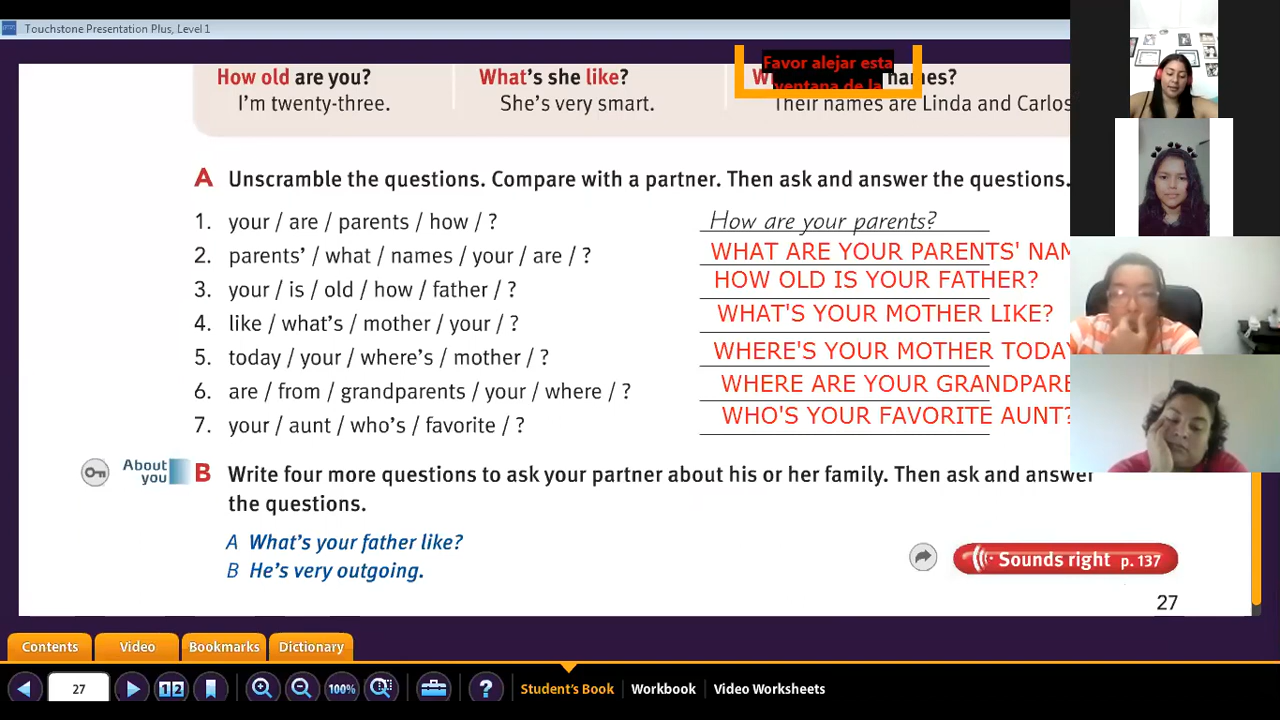 Touchstone Presentation Plus, Level 1
How old are you?
I'm twenty-three.
What's she like?
She's very smart.
Favor alejar esta
ventana de la
names?
Their names are Linda and Carlos
A Unscramble the questions. Compare with a partner. Then ask and answer the questions.
1. your / are / parents / how / ?
How are your parents?
2. parents' / what / names / your / are / ?
WHAT ARE YOUR PARENTS' NAM
3. your / is / old / how / father / ?
HOW OLD IS YOUR FATHER?
4. like / what's / mother / your / ?
WHAT'S YOUR MOTHER LIKE?
5. today / your / where's / mother / ?
WHERE'S YOUR MOTHER TODAY
6. are / from / grandparents / your / where / ?
WHERE ARE YOUR GRANDPARE
7. your / aunt / who's / favorite / ?
WHO'S YOUR FAVORITE AUNT?
About
you
B Write four more questions to ask your partner about his or her family. Then ask and answer
the questions.
A What's your father like?
B He's very outgoing.
Sounds right p. 137
27
Contents Video Bookmarks Dictionary
27 1 2 100% ? Student's Book Workbook Video Worksheets